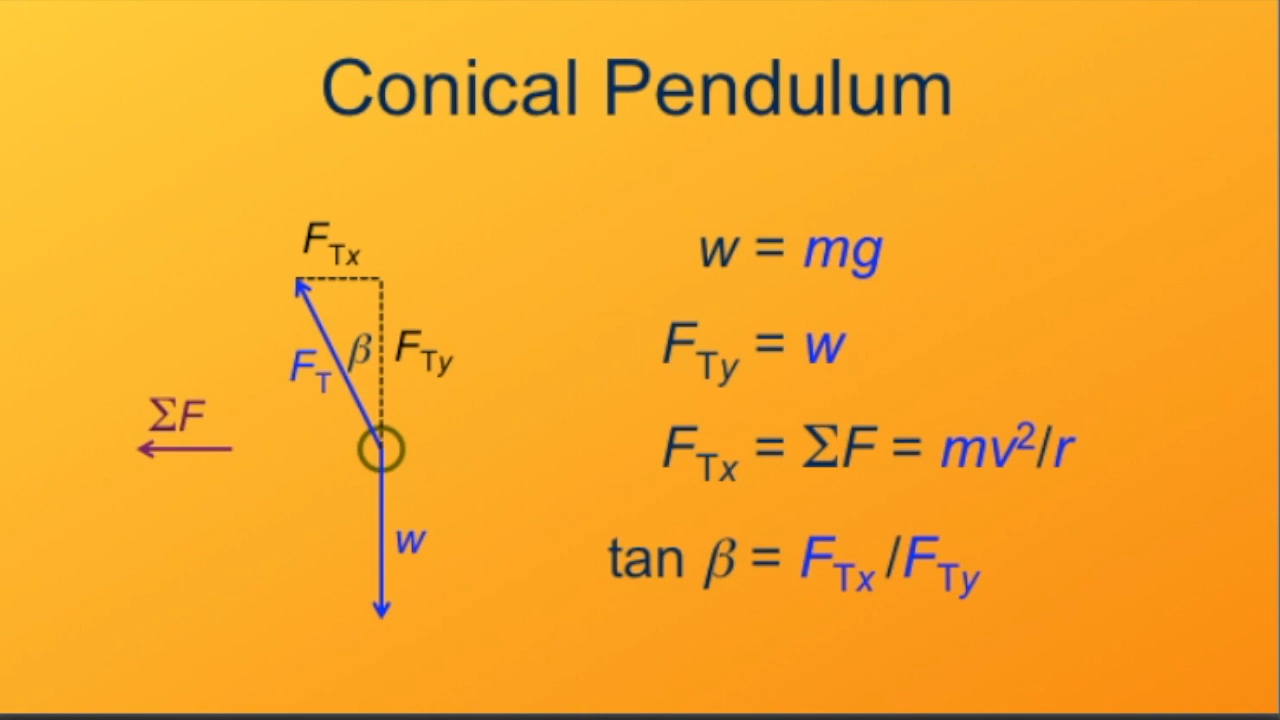 Conical Pendulum
F_Tx
F_T
β
F_Ty
ΣF
w
w = mg
F_Ty = w
F_Tx = ΣF = mv²/r
tan β = F_Tx/F_Ty